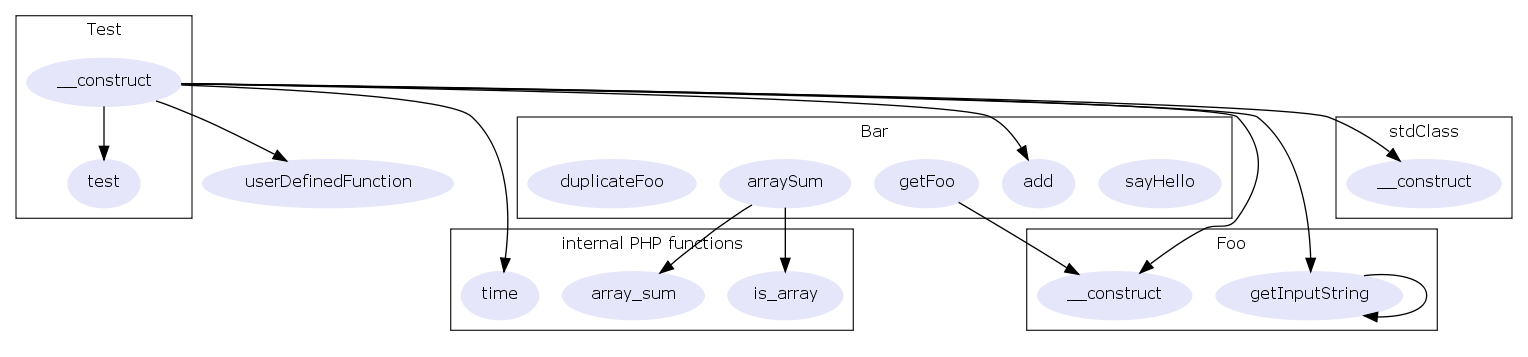 Test
__construct
test
userDefinedFunction
Bar
duplicateFoo
arraySum
getFoo
add
sayHello
stdClass
__construct
internal PHP functions
time
array_sum
is_array
Foo
__construct
getInputString